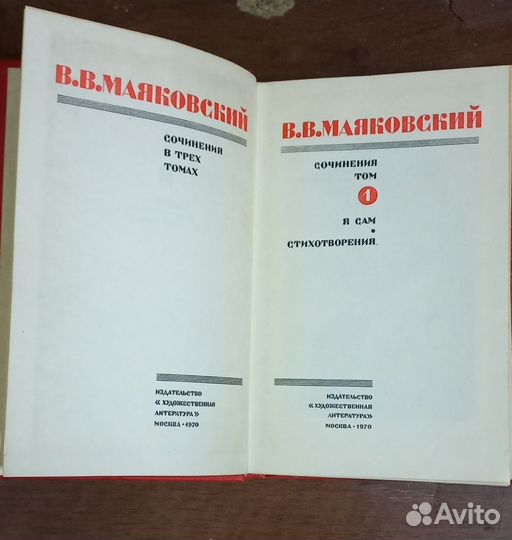 В.В.МАЯКОВСКИЙ
СОЧИНЕНИЯ
В ТРЕХ
ТОМАХ
ИЗДАТЕЛЬСТВО
«ХУДОЖЕСТВЕННАЯ
ЛИТЕРАТУРА»
МОСКВА • 1970
В.В.МАЯКОВСКИЙ
СОЧИНЕНИЯ
ТОМ
1
Я САМ
•
СТИХОТВОРЕНИЯ
ИЗДАТЕЛЬСТВО
«ХУДОЖЕСТВЕННАЯ
ЛИТЕРАТУРА»
МОСКВА • 1970
Avito